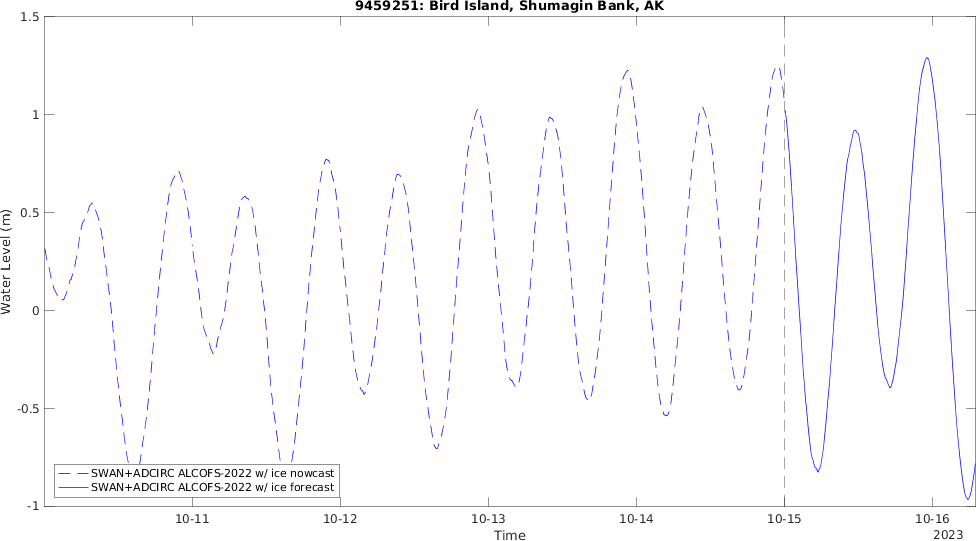 9459251: Bird Island, Shumagin Bank, AK
1.5
1
0.5
0
-0.5
-1
Water Level (m)
SWAN+ADCIRC ALCOFS-2022 w/ ice nowcast
SWAN+ADCIRC ALCOFS-2022 w/ ice forecast
10-11 10-12 10-13 10-14 10-15 10-16
Time
2023